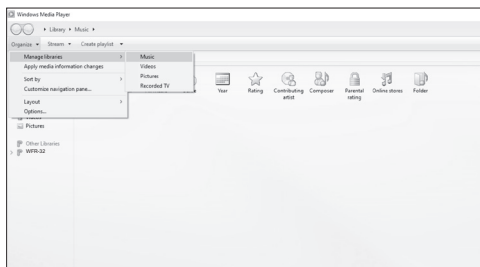 Windows Media Player
Library Music
Organize Stream Create playlist
Manage libraries
Apply media information changes
Sort by
Customize navigation pane...
Layout
Options...
Music
Videos
Pictures
Recorded TV
Year
Rating
Contributing artist
Composer
Parental rating
Online stores
Folder
Pictures
Other Libraries
WFR-32